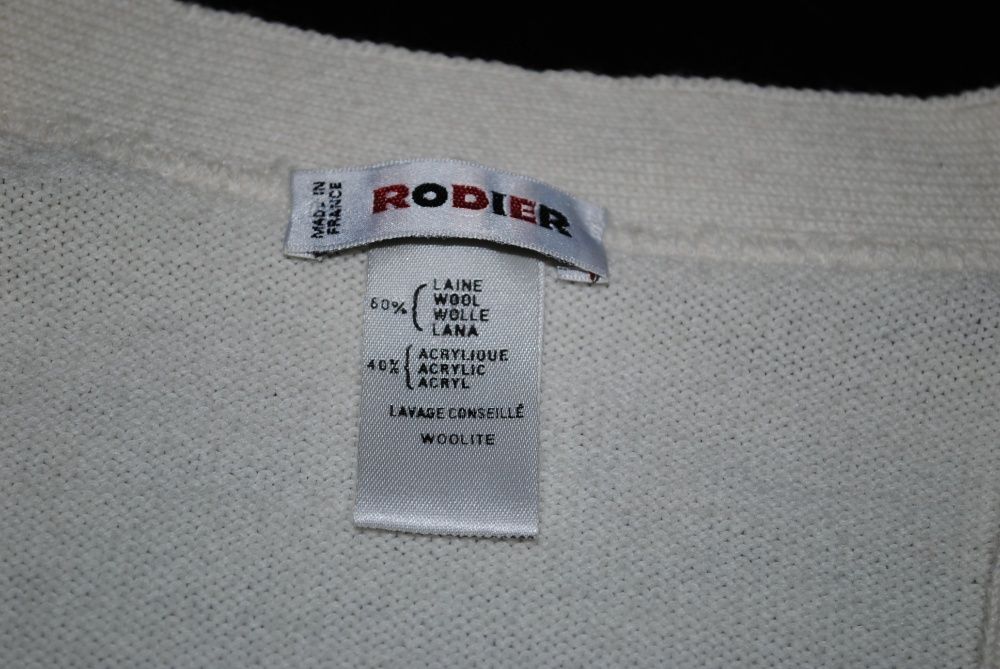 MADE IN
FRANCE
RODIER
60% LAINE
WOOL
WOLLE
LANA
40% ACRYLIQUE
ACRYLIC
ACRYL
LAVAGE CONSEILLÉ
WOOLITE